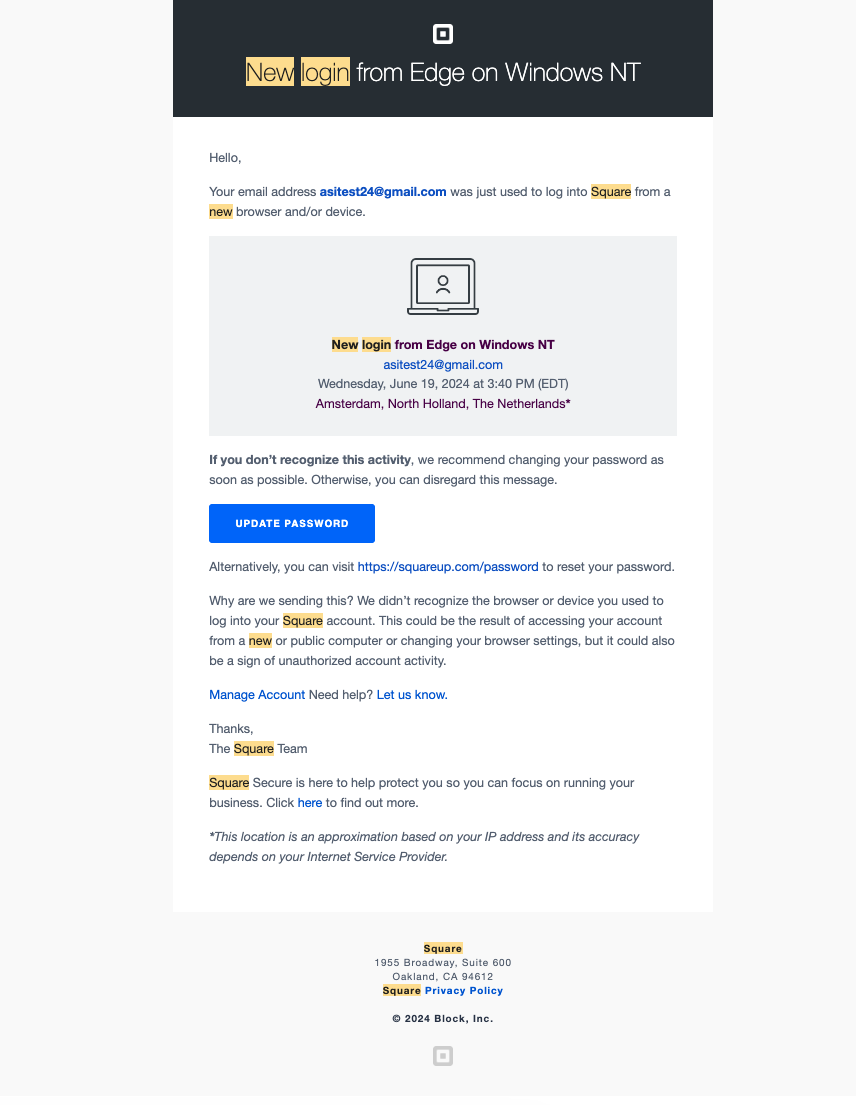 New login from Edge on Windows NT
Hello,
Your email address asitest24@gmail.com was just used to log into Square from a
new browser and/or device.
New login from Edge on Windows NT
asitest24@gmail.com
Wednesday, June 19, 2024 at 3:40 PM (EDT)
Amsterdam, North Holland, The Netherlands*
If you don’t recognize this activity, we recommend changing your password as
soon as possible. Otherwise, you can disregard this message.
UPDATE PASSWORD
Alternatively, you can visit https://squareup.com/password to reset your password.
Why are we sending this? We didn’t recognize the browser or device you used to
log into your Square account. This could be the result of accessing your account
from a new or public computer or changing your browser settings, but it could also
be a sign of unauthorized account activity.
Manage Account Need help? Let us know.
Thanks,
The Square Team
Square Secure is here to help protect you so you can focus on running your
business. Click here to find out more.
*This location is an approximation based on your IP address and its accuracy
depends on your Internet Service Provider.
Square
1955 Broadway, Suite 600
Oakland, CA 94612
Square Privacy Policy
© 2024 Block, Inc.